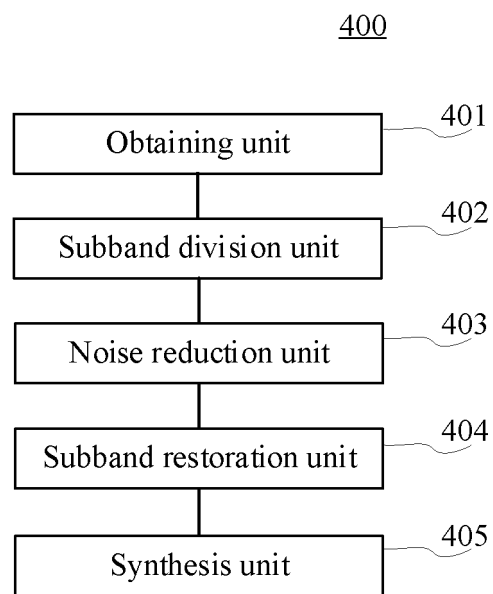 400
401
Obtaining unit
402
Subband division unit
403
Noise reduction unit
404
Subband restoration unit
405
Synthesis unit